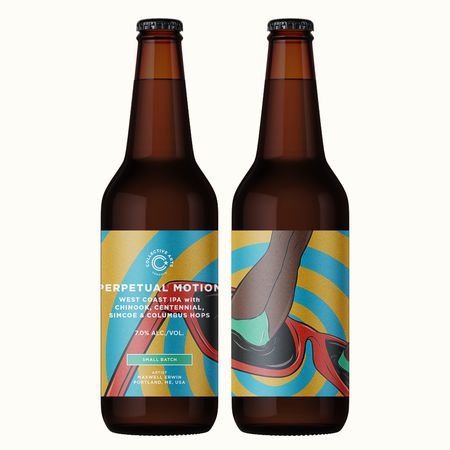 COLLECTIVE ARTS
PERPETUAL MOTION
WEST COAST IPA with
CHINOOK, CENTENNIAL,
SIMCOE & COLUMBUS HOPS
7.0% ALC./VOL.
SMALL BATCH
ARTIST
MAXWELL ERWIN
PORTLAND, ME, USA